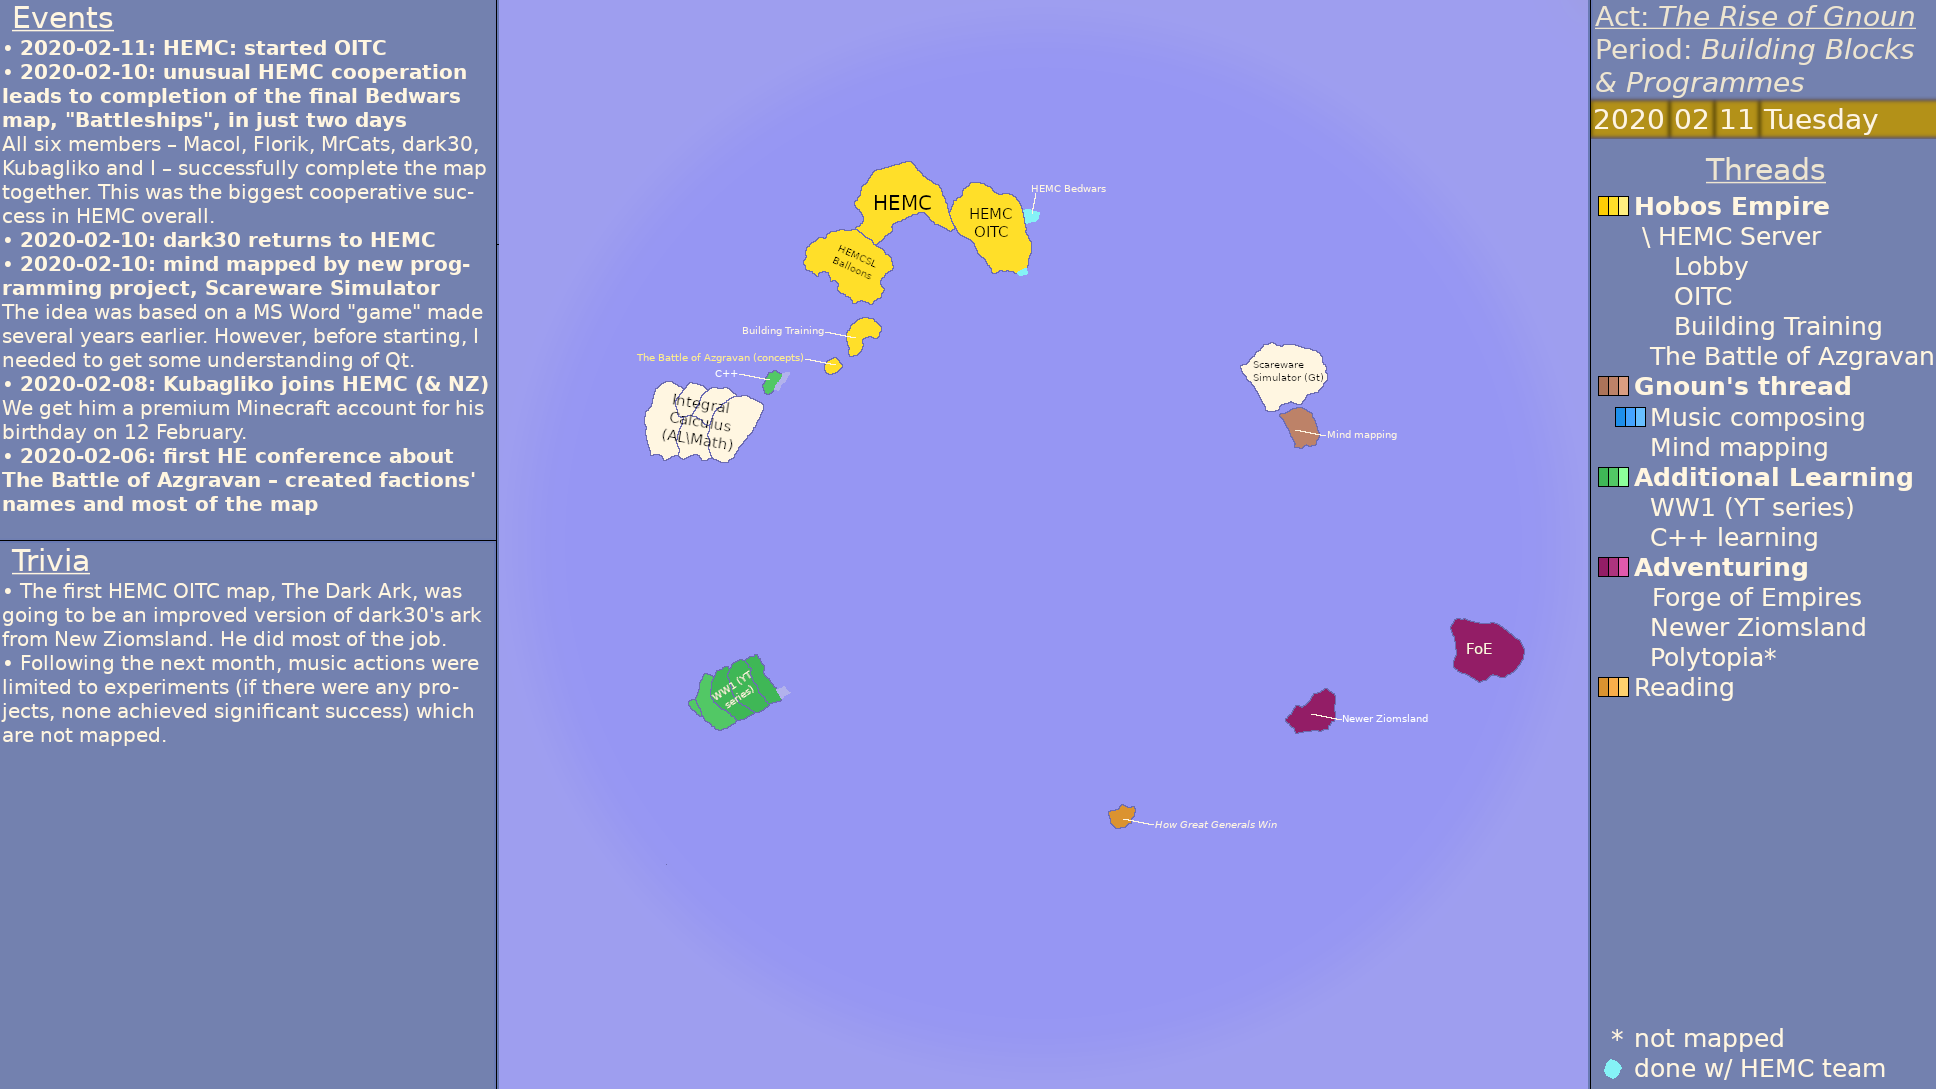 Events
• 2020-02-11: HEMC: started OITC
• 2020-02-10: unusual HEMC cooperation
leads to completion of the final Bedwars
map, "Battleships", in just two days
All six members – Macol, Florik, MrCats, dark30,
Kubagliko and I – successfully complete the map
together. This was the biggest cooperative suc-
cess in HEMC overall.
• 2020-02-10: dark30 returns to HEMC
• 2020-02-10: mind mapped by new prog-
ramming project, Scareware Simulator
The idea was based on a MS Word "game" made
several years earlier. However, before starting, I
needed to get some understanding of Qt.
• 2020-02-08: Kubagliko joins HEMC (& NZ)
We get him a premium Minecraft account for his
birthday on 12 February.
• 2020-02-06: first HE conference about
The Battle of Azgravan – created factions'
names and most of the map
Trivia
• The first HEMC OITC map, The Dark Ark, was
going to be an improved version of dark30's ark
from New Ziomsland. He did most of the job.
• Following the next month, music actions were
limited to experiments (if there were any pro-
jects, none achieved significant success) which
are not mapped.
HEMC
HEMC
OITC
HEMC Bedwars
HEMCSL
Balloons
Building Training
The Battle of Azgravan (concepts)
C++
Integral
Calculus
(AL\Math)
Scareware
Simulator (Gt)
Mind mapping
WW1 (YT
series)
FoE
Newer Ziomsland
How Great Generals Win
Act: The Rise of Gnoun
Period: Building Blocks
& Programmes
2020 02 11 Tuesday
Threads
Hobos Empire
\ HEMC Server
Lobby
OITC
Building Training
The Battle of Azgravan
Gnoun's thread
Music composing
Mind mapping
Additional Learning
WW1 (YT series)
C++ learning
Adventuring
Forge of Empires
Newer Ziomsland
Polytopia*
Reading
* not mapped
done w/ HEMC team